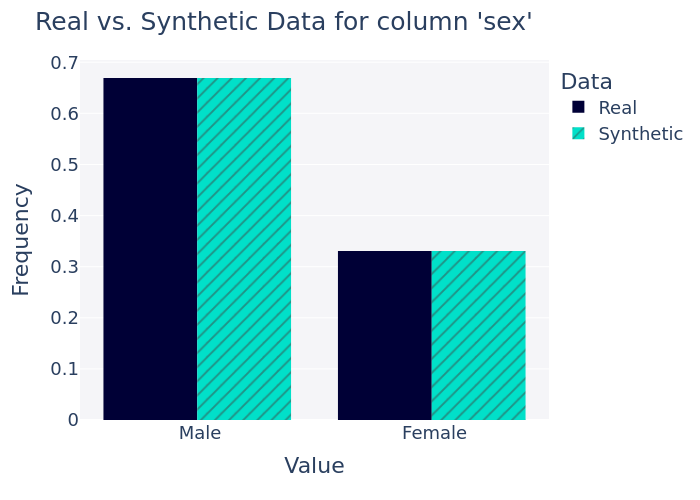 Real vs. Synthetic Data for column 'sex'
Data
Real
Synthetic
Frequency
0.7
0.6
0.5
0.4
0.3
0.2
0.1
0
Male
Female
Value